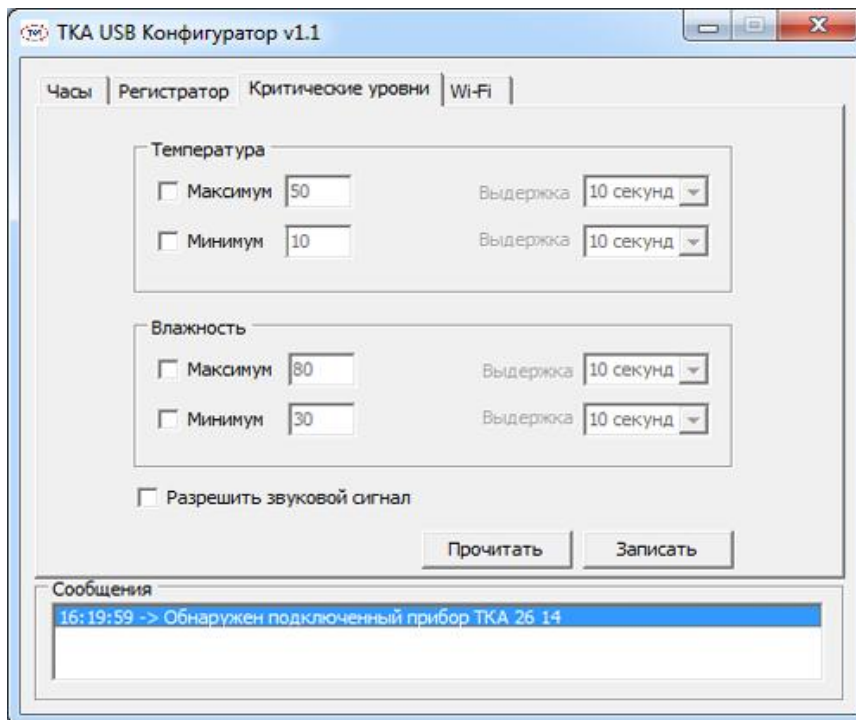 ТКА USB Конфигуратор v1.1
Часы Регистратор Критические уровни Wi-Fi
Температура
Максимум 50 Выдержка 10 секунд
Минимум 10 Выдержка 10 секунд
Влажность
Максимум 80 Выдержка 10 секунд
Минимум 30 Выдержка 10 секунд
Разрешить звуковой сигнал
Прочитать Записать
Сообщения
16:19:59 -> Обнаружен подключенный прибор ТКА 26 14